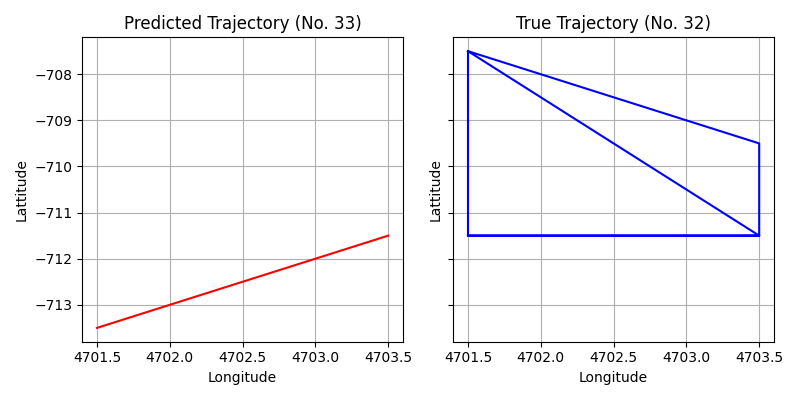 Predicted Trajectory (No. 33)
True Trajectory (No. 32)
−708
−709
−710
−711
−712
−713
Lattitude
Lattitude
4701.5 4702.0 4702.5 4703.0 4703.5
4701.5 4702.0 4702.5 4703.0 4703.5
Longitude
Longitude